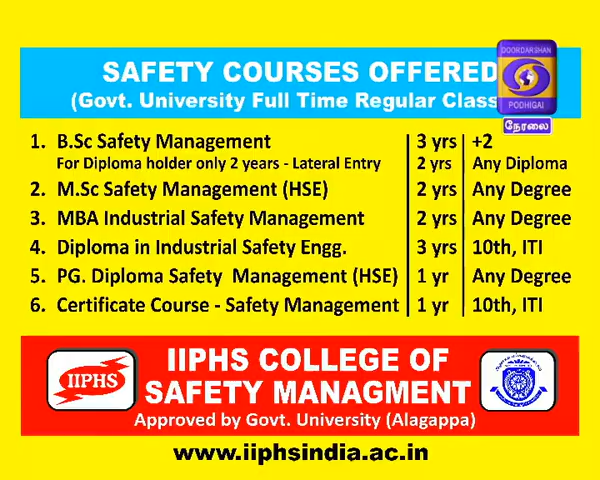 SAFETY COURSES OFFERED
(Govt. University Full Time Regular Class
DOORDARSHAN
PODHIGAI
நேரலை
1. B.Sc Safety Management 3 yrs +2
For Diploma holder only 2 years - Lateral Entry 2 yrs Any Diploma
2. M.Sc Safety Management (HSE) 2 yrs Any Degree
3. MBA Industrial Safety Management 2 yrs Any Degree
4. Diploma in Industrial Safety Engg. 3 yrs 10th, ITI
5. PG. Diploma Safety Management (HSE) 1 yr Any Degree
6. Certificate Course - Safety Management 1 yr 10th, ITI
IIPHS
IIPHS COLLEGE OF
SAFETY MANAGMENT
Approved by Govt. University (Alagappa)
www.iiphsindia.ac.in